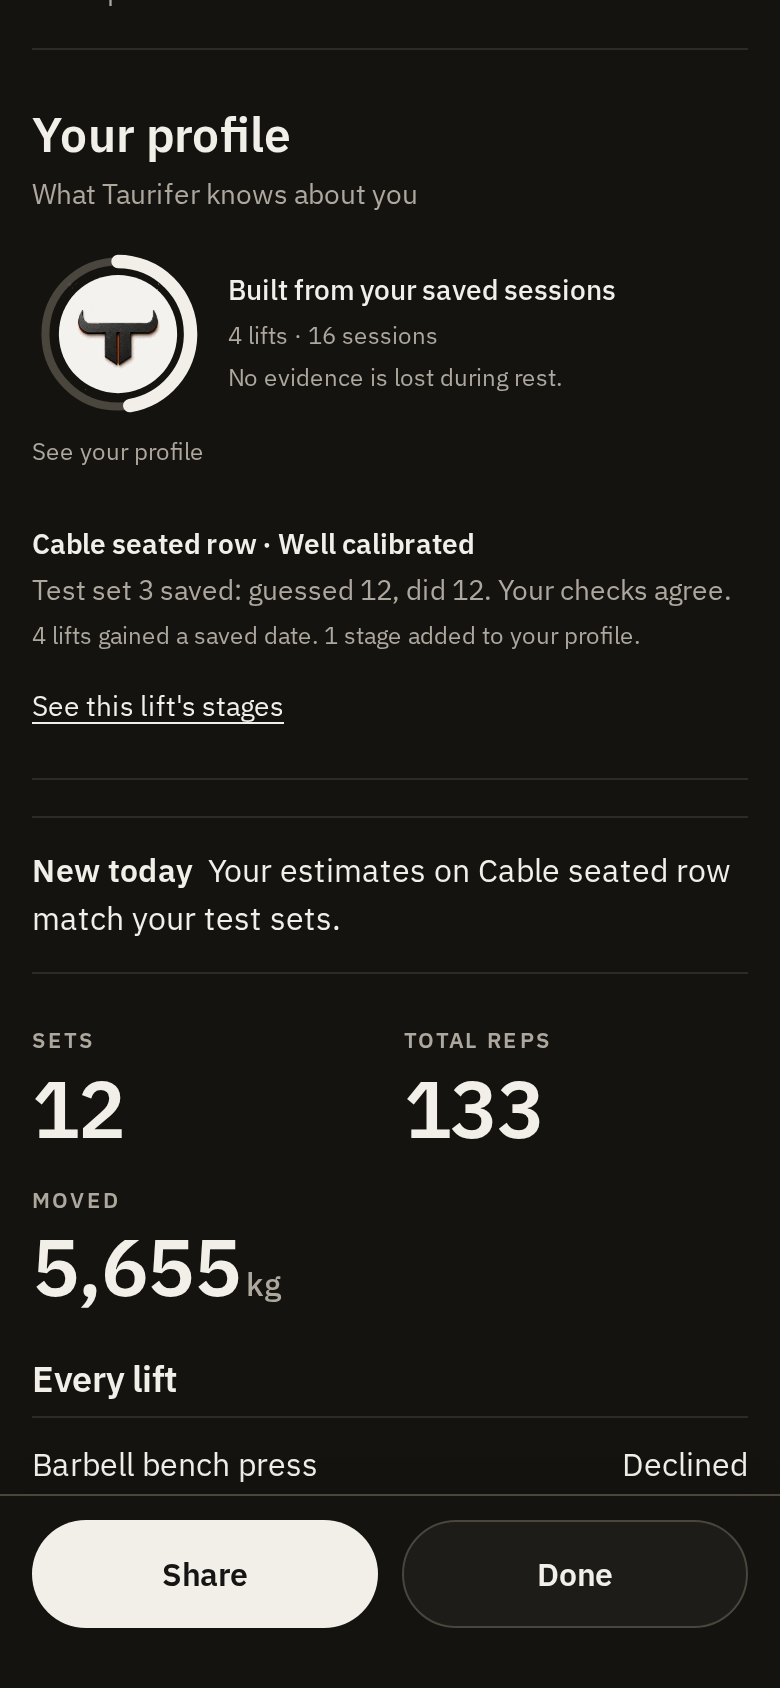 Your profile
What Taurifer knows about you
Built from your saved sessions
4 lifts · 16 sessions
No evidence is lost during rest.
See your profile
Cable seated row · Well calibrated
Test set 3 saved: guessed 12, did 12. Your checks agree.
4 lifts gained a saved date. 1 stage added to your profile.
See this lift's stages
New today Your estimates on Cable seated row
match your test sets.
SETS
12
TOTAL REPS
133
MOVED
5,655 kg
Every lift
Barbell bench press
Declined
Share
Done